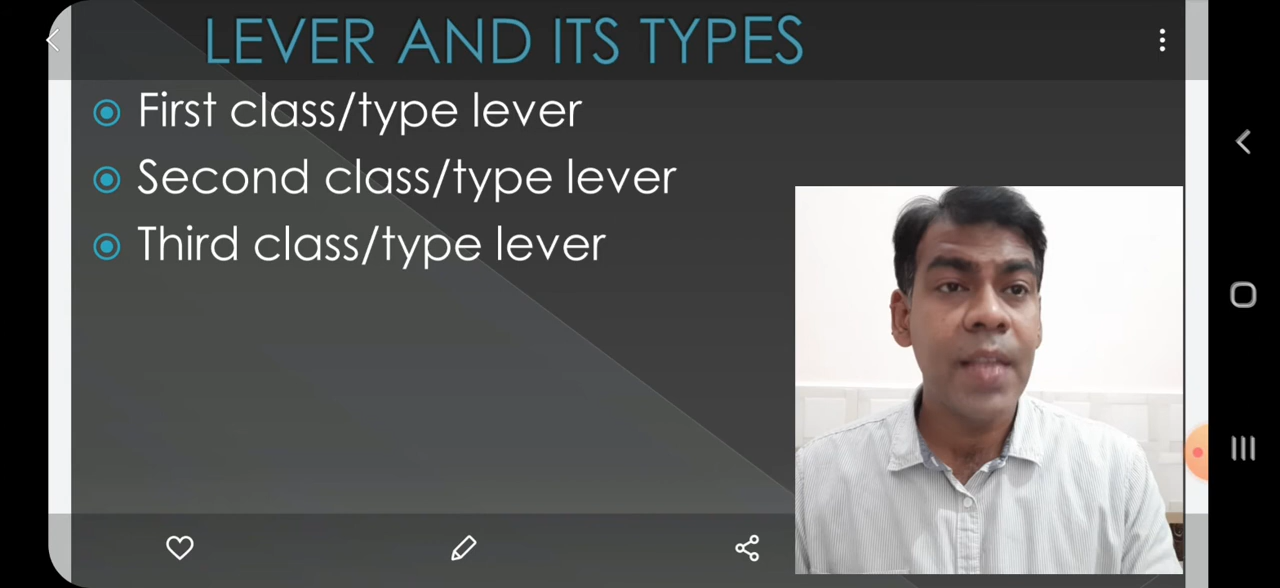 LEVER AND ITS TYPES
First class/type lever
Second class/type lever
Third class/type lever